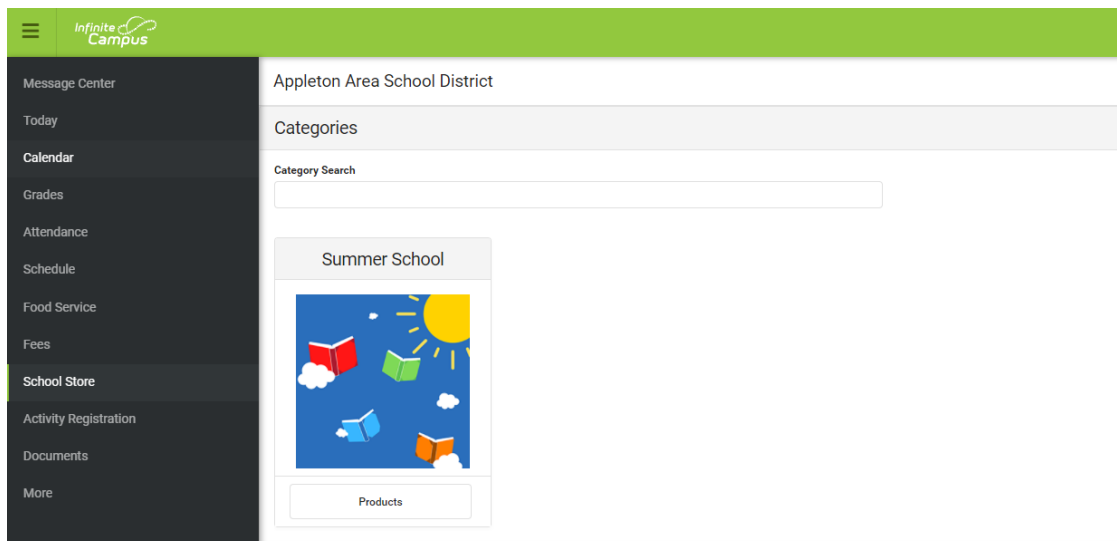 Infinite
Campus
Message Center
Today
Calendar
Grades
Attendance
Schedule
Food Service
Fees
School Store
Activity Registration
Documents
More
Appleton Area School District
Categories
Category Search
Summer School
Products